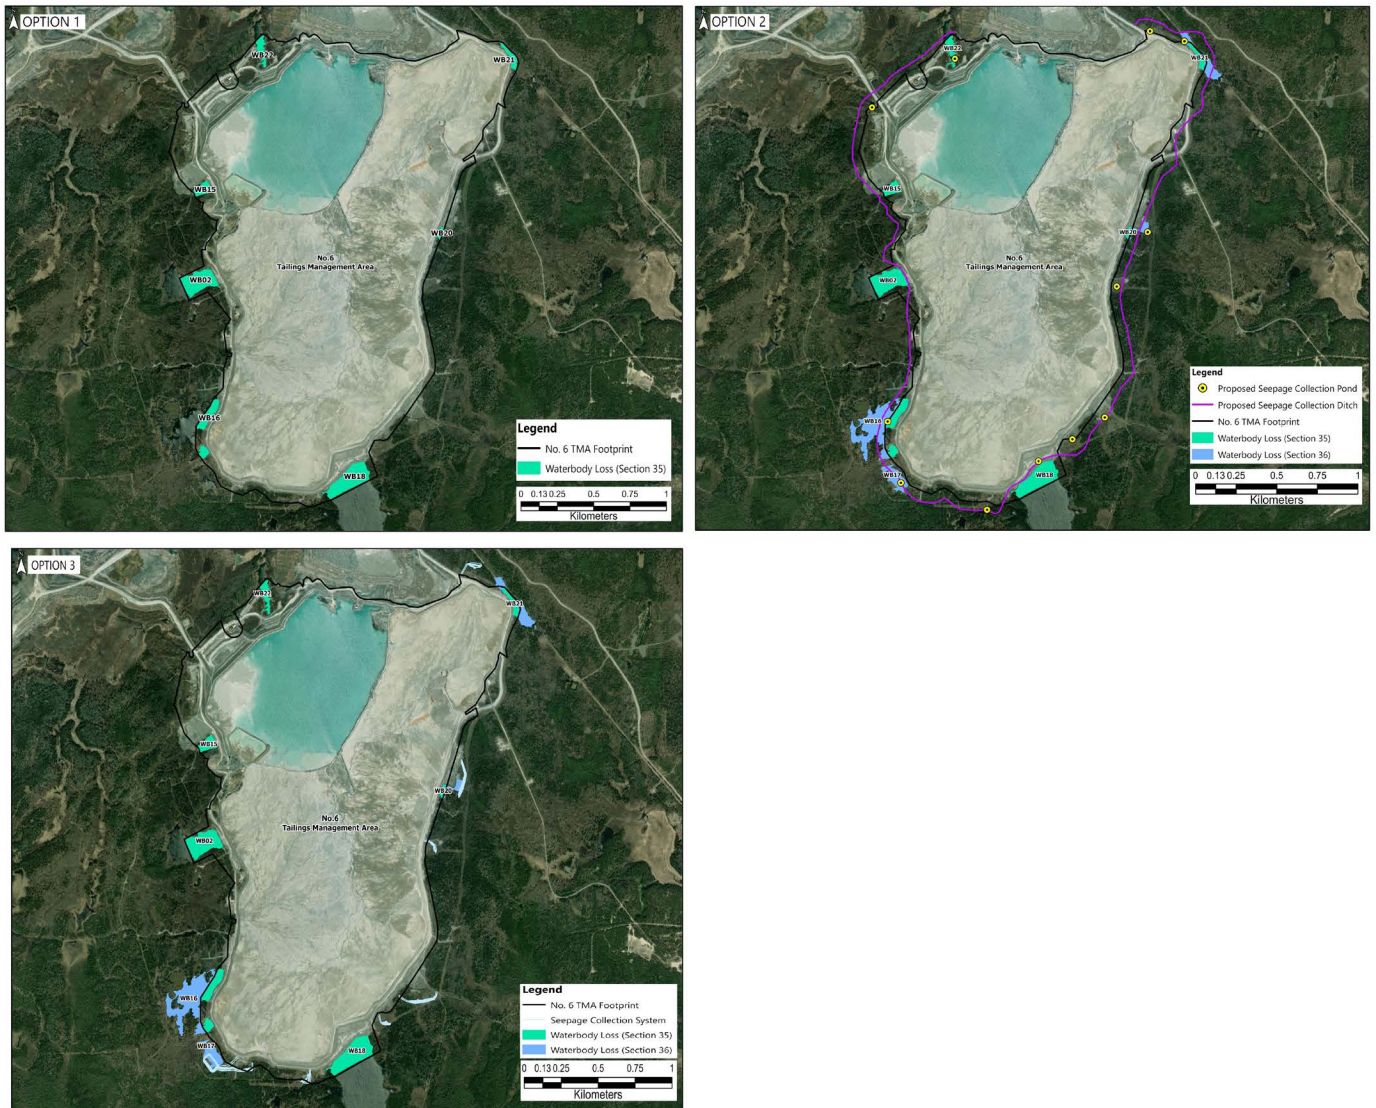 OPTION 1
WB22
WB21
WB15
WB20
No.6
Tailings Management Area
WB02
WB16
WB18
Legend
No. 6 TMA Footprint
Waterbody Loss (Section 35)
0 0.13 0.25 0.5 0.75 1
Kilometers
OPTION 2
WB22
WB21
WB15
WB20
No.6
Tailings Management Area
WB02
WB16
WB17
WB18
Legend
Proposed Seepage Collection Pond
Proposed Seepage Collection Ditch
No. 6 TMA Footprint
Waterbody Loss (Section 35)
Waterbody Loss (Section 36)
0 0.13 0.25 0.5 0.75 1
Kilometers
OPTION 3
WB22
WB21
WB15
WB20
No.6
Tailings Management Area
WB02
WB16
WB17
WB18
Legend
No. 6 TMA Footprint
Seepage Collection System
Waterbody Loss (Section 35)
Waterbody Loss (Section 36)
0 0.13 0.25 0.5 0.75 1
Kilometers